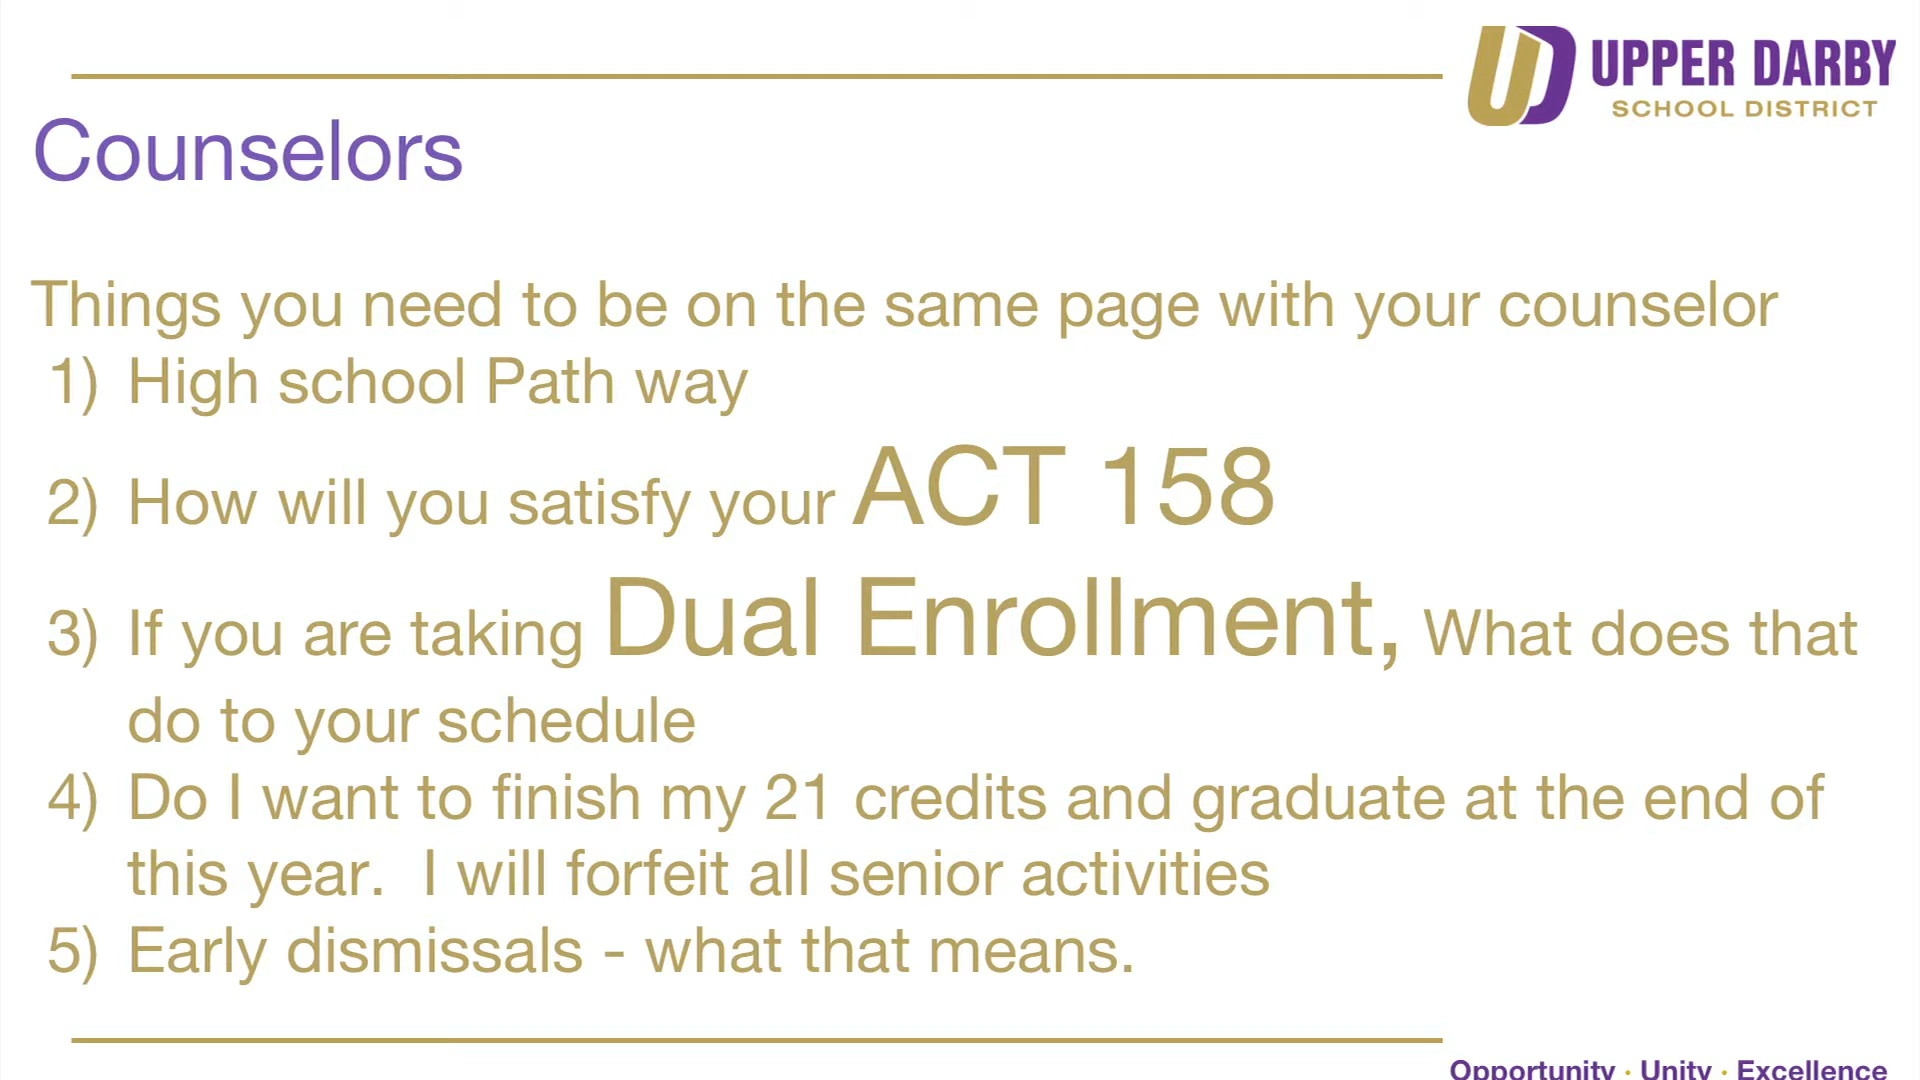 UPPER DARBY
SCHOOL DISTRICT
Counselors
Things you need to be on the same page with your counselor
1) High school Path way
2) How will you satisfy your ACT 158
3) If you are taking Dual Enrollment, What does that
do to your schedule
4) Do I want to finish my 21 credits and graduate at the end of
this year.  I will forfeit all senior activities
5) Early dismissals - what that means.
Opportunity · Unity · Excellence